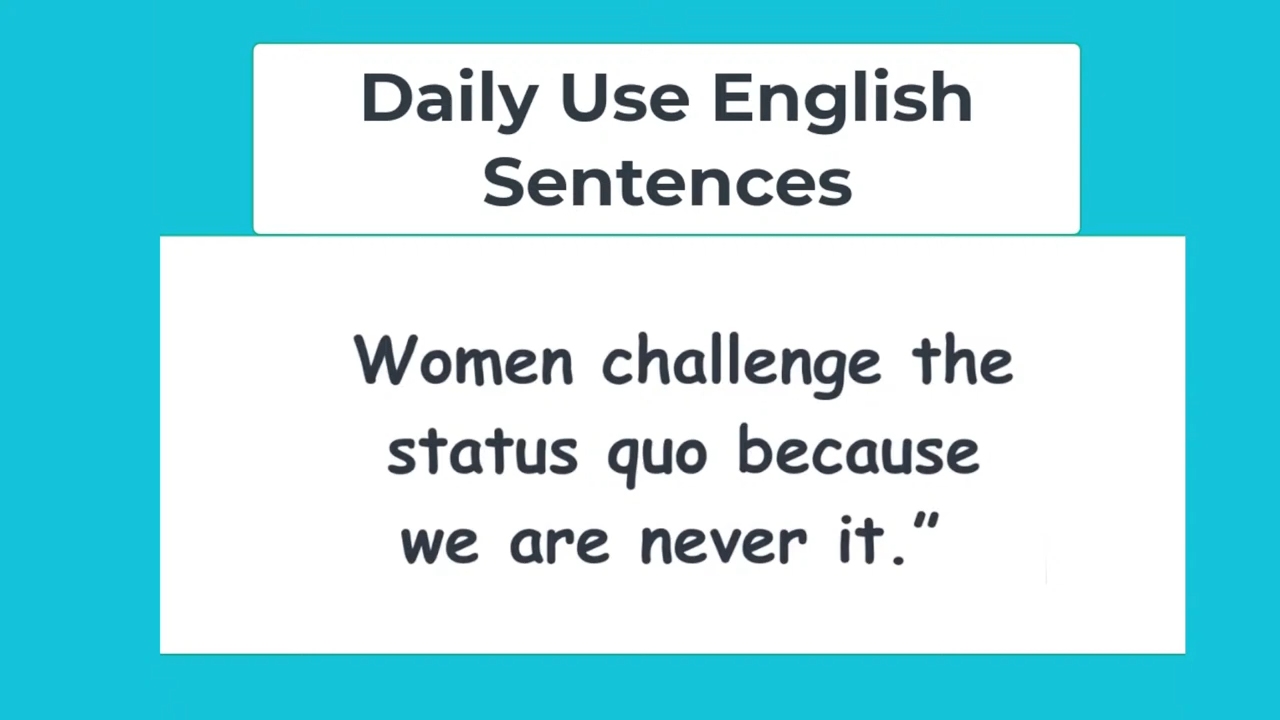 Daily Use English
Sentences
Women challenge the
status quo because
we are never it.”